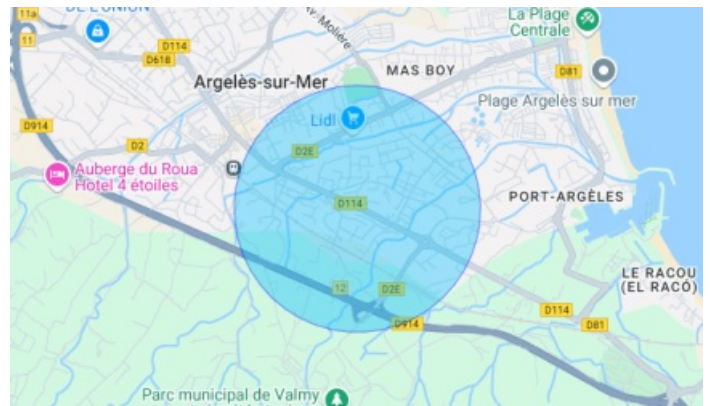 11a
DE L'UNION
Av. Molière
La Plage
Centrale
11
D114
D618
Argelès-sur-Mer
MAS BOY
D81
Plage Argelès sur mer
Lidl
D914
D2
D2E
Auberge du Roua
Hotel 4 étoiles
D114
PORT-ARGELÈS
LE RACOU
(EL RACÓ)
12
D2E
D114
D914
D81
Parc municipal de Valmy